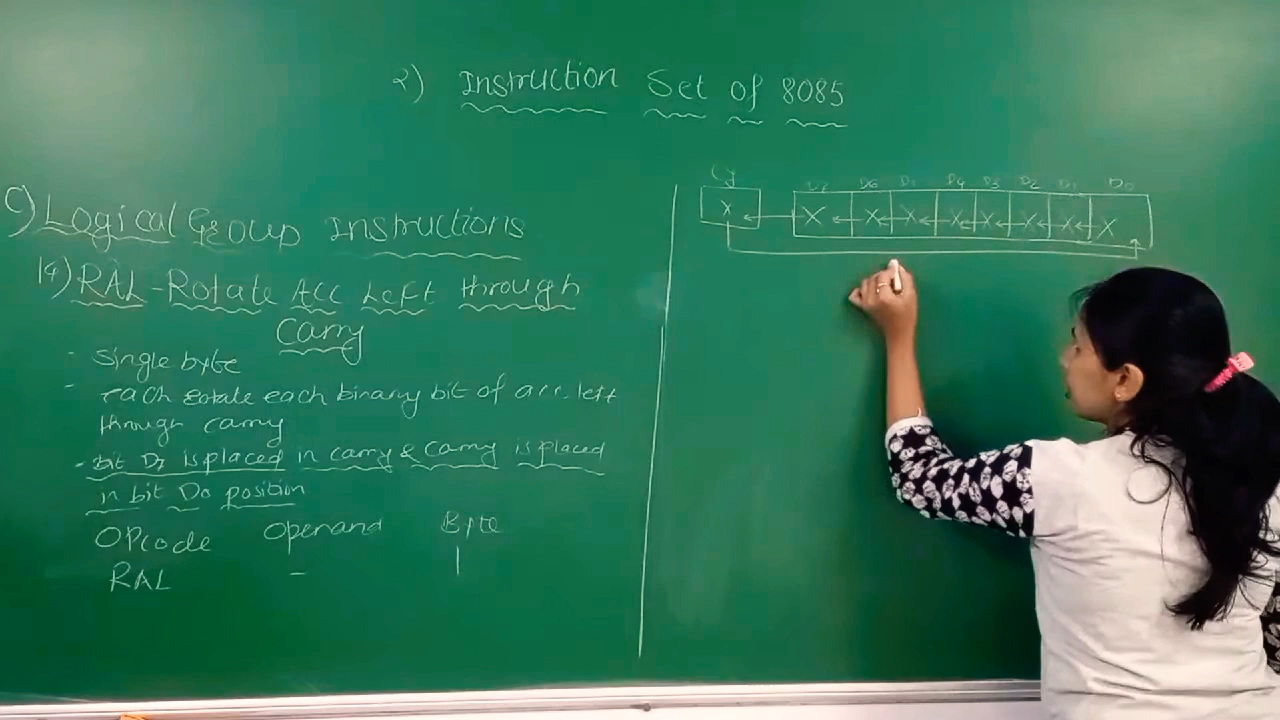 2) Instruction Set of 8085
C) Logical Group Instructions
14) RAL - Rotate Acc Left through
Carry
- Single byte
- each rotate each binary bit of acc. left
through carry
- bit D7 is placed in carry & carry is placed
in bit D0 position
OPcode Operand Byte
RAL - 1
Cy D7 D6 D5 D4 D3 D2 D1 D0
X X X X X X X X X